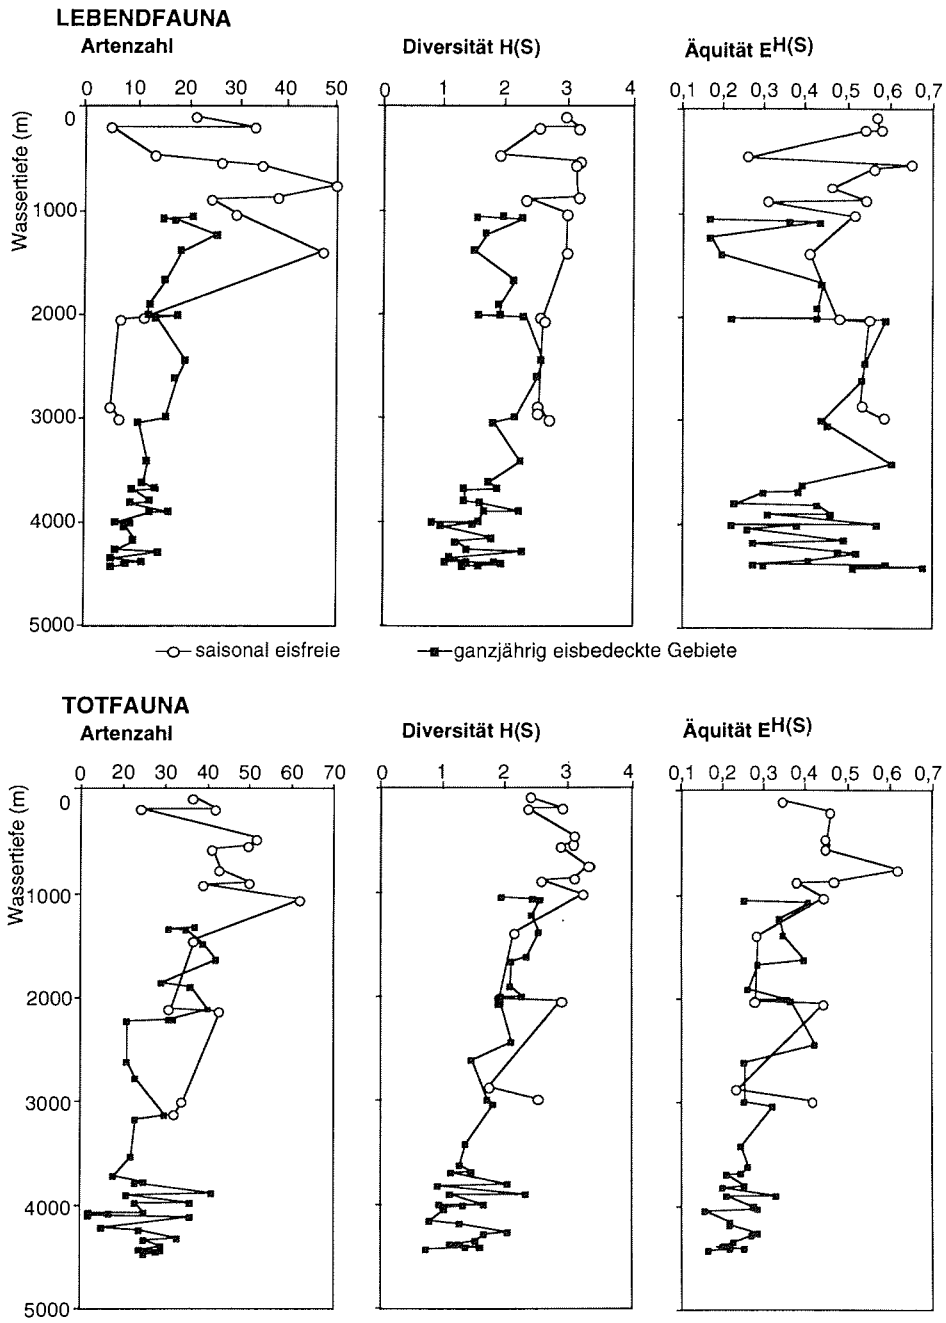 LEBENDFAUNA
Artenzahl Diversität H(S) Äquität E^H(S)
0 10 20 30 40 50 0 1 2 3 4 0,1 0,2 0,3 0,4 0,5 0,6 0,7
Wassertiefe (m)
0
1000
2000
3000
4000
5000
saisonal eisfreie ganzjährig eisbedeckte Gebiete
TOTFAUNA
Artenzahl Diversität H(S) Äquität E^H(S)
0 20 30 40 50 60 70 0 1 2 3 4 0,1 0,2 0,3 0,4 0,5 0,6 0,7
Wassertiefe (m)
0
1000
2000
3000
4000
5000